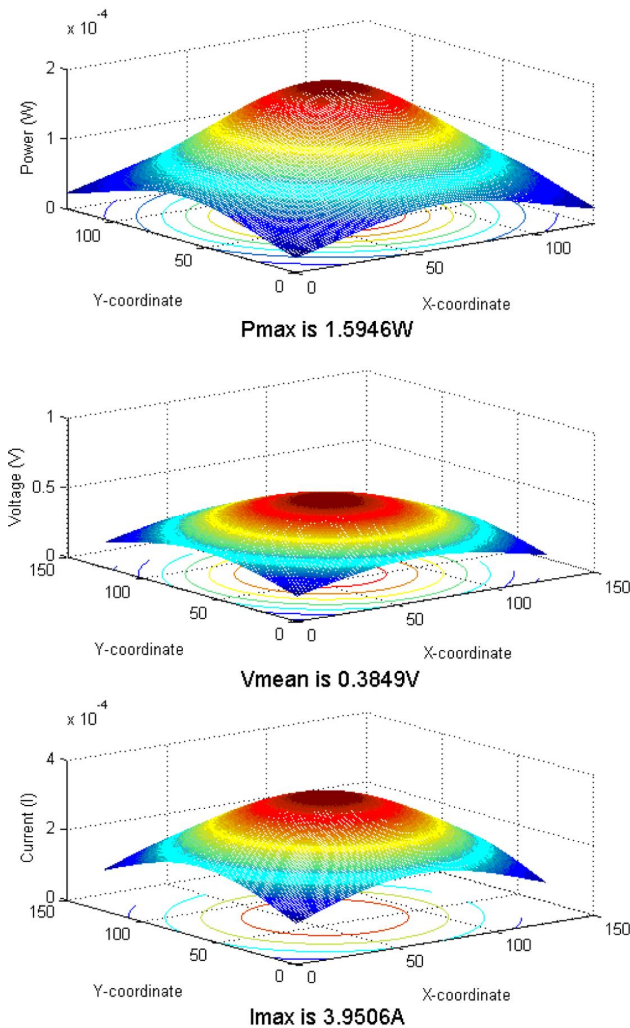 x 10-4
2
1
0
Power (W)
100
50
0
0
50
100
Y-coordinate
X-coordinate
Pmax is 1.5946W
1
0.5
0
Voltage (V)
150
100
50
0
0
50
100
150
Y-coordinate
X-coordinate
Vmean is 0.3849V
x 10-4
4
2
0
Current (I)
150
100
50
0
0
50
100
150
Y-coordinate
X-coordinate
Imax is 3.9506A